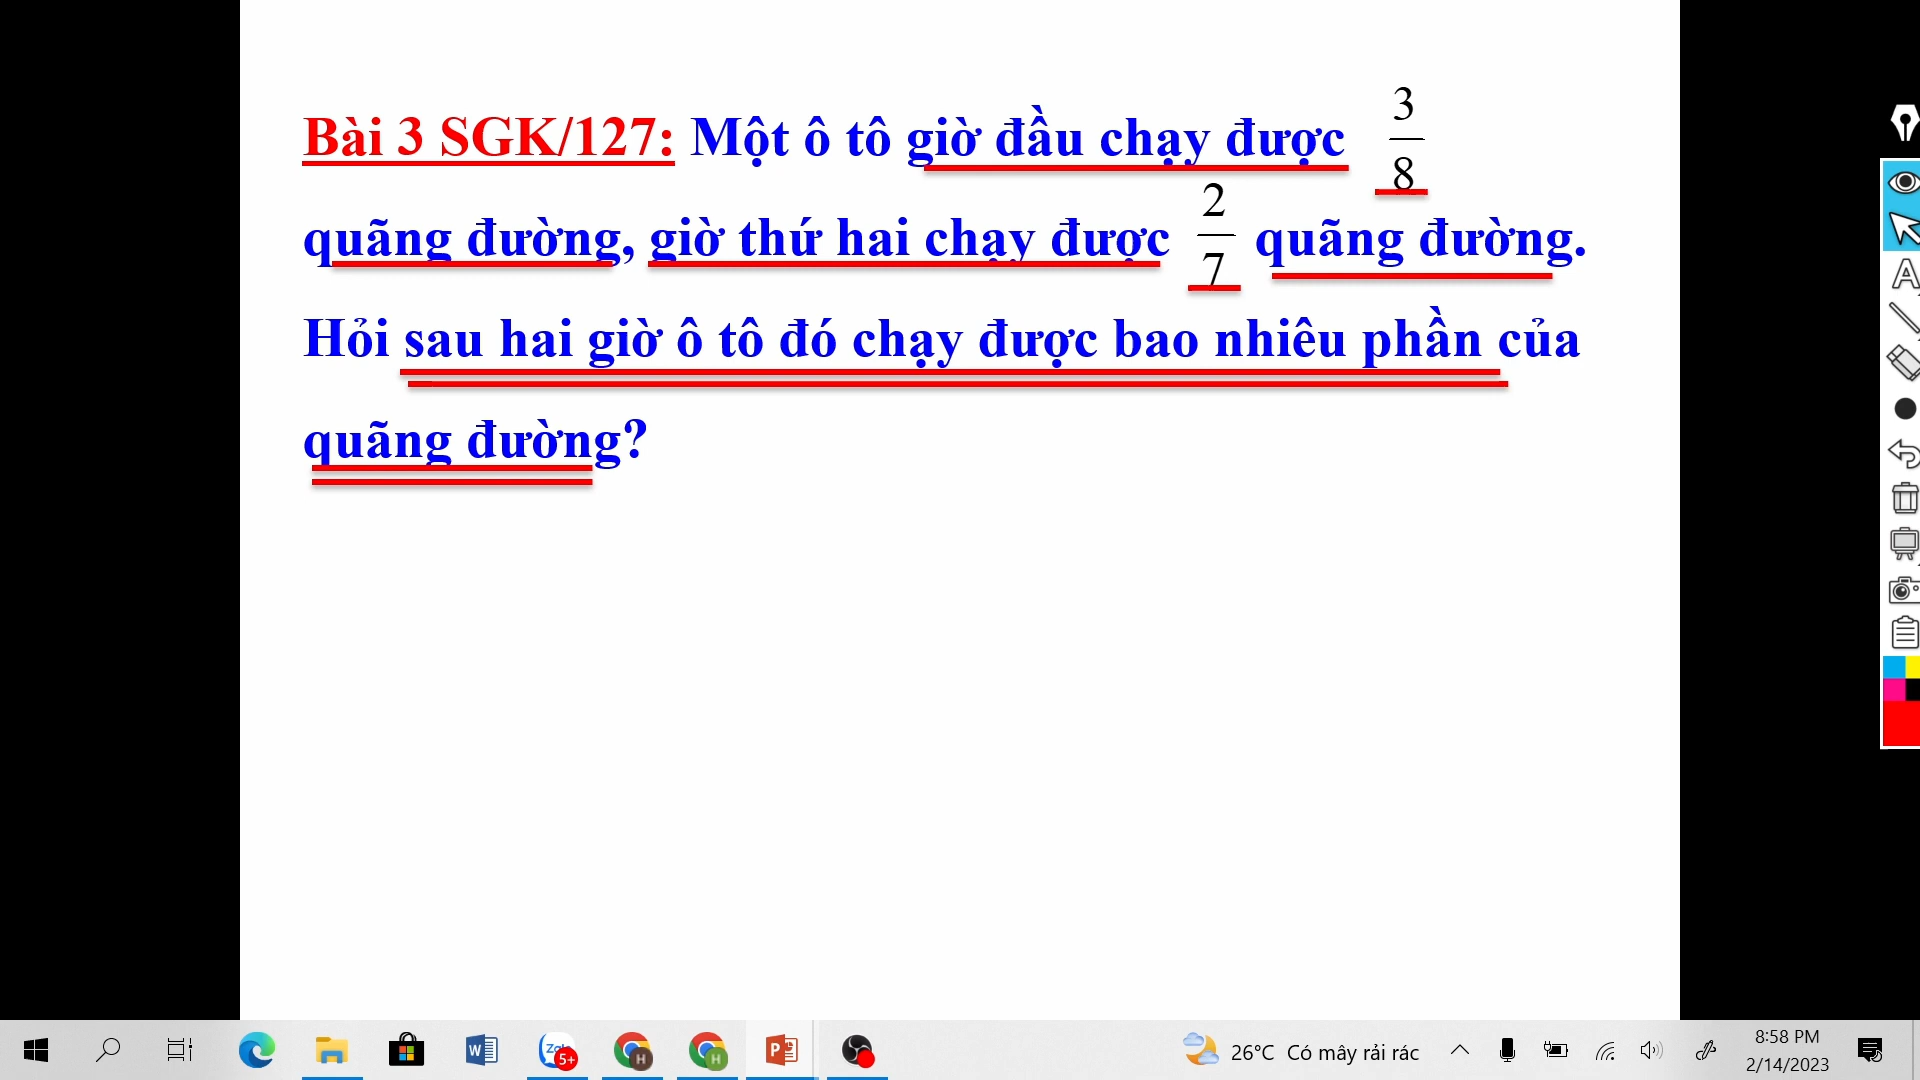 Bài 3 SGK/127: Một ô tô giờ đầu chạy được 3/8
quãng đường, giờ thứ hai chạy được 2/7 quãng đường.
Hỏi sau hai giờ ô tô đó chạy được bao nhiêu phần của
quãng đường?
26°C Có mây rải rác
8:58 PM
2/14/2023